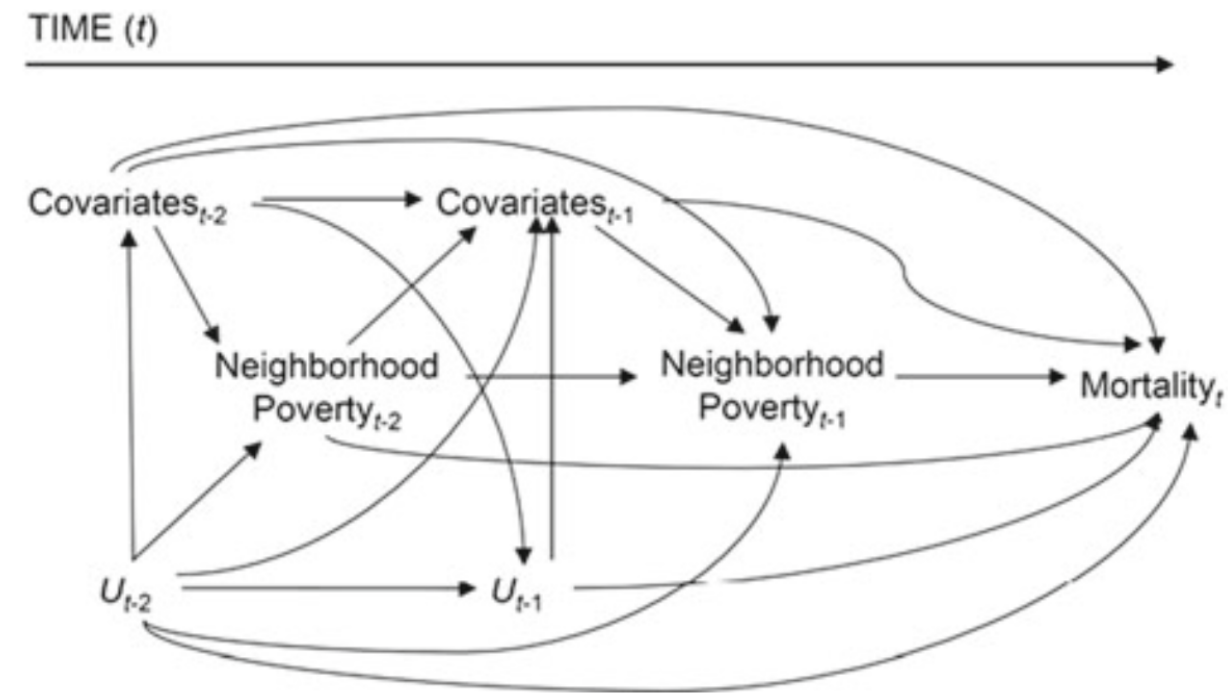 TIME (t)
Covariates t-2
Covariates t-1
Neighborhood
Poverty t-2
Neighborhood
Poverty t-1
Mortality t
U t-2
U t-1